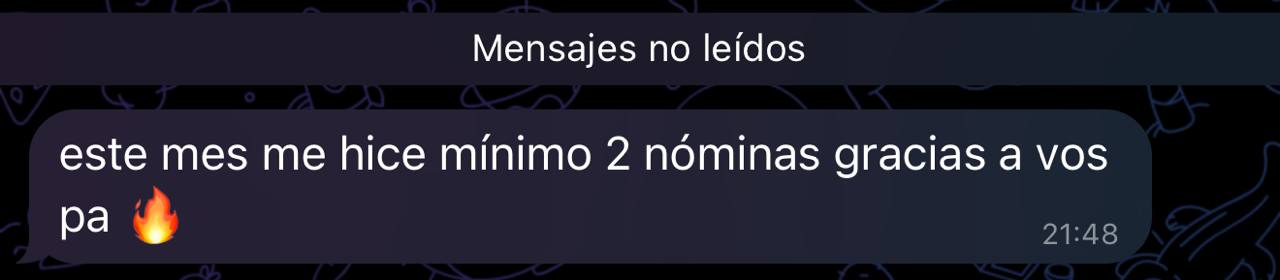 Mensajes no leídos
este mes me hice mínimo 2 nóminas gracias a vos
pa 🔥
21:48